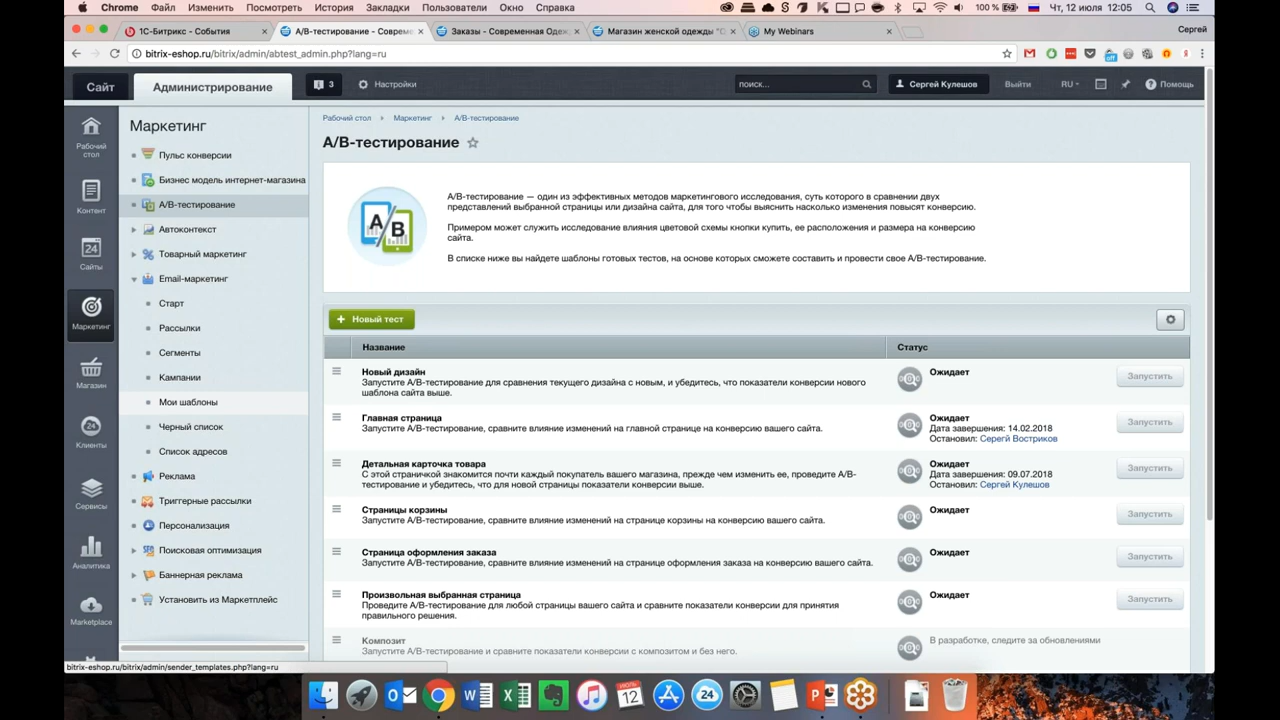 Chrome Файл Изменить Посмотреть История Закладки Пользователи Окно Справка 100 % Чт, 12 июля 12:05
1С-Битрикс - События А/B-тестирование - Совреме Заказы - Современная Одеж Магазин женской одежды "С My Webinars Сергей
bitrix-eshop.ru/bitrix/admin/abtest_admin.php?lang=ru
Сайт Администрирование 3 Настройки поиск... Сергей Кулешов Выйти RU Помощь
Рабочий стол
Контент
24
Сайты
Маркетинг
Магазин
24
Клиенты
Сервисы
Аналитика
Marketplace
Маркетинг
Пульс конверсии
Бизнес модель интернет-магазина
А/B-тестирование
Автоконтекст
Товарный маркетинг
Email-маркетинг
Старт
Рассылки
Сегменты
Кампании
Мои шаблоны
Черный список
Список адресов
Реклама
Триггерные рассылки
Персонализация
Поисковая оптимизация
Баннерная реклама
Установить из Маркетплейс
Рабочий стол Маркетинг А/B-тестирование
А/B-тестирование
A/B
А/B-тестирование — один из эффективных методов маркетингового исследования, суть которого в сравнении двух
представлений выбранной страницы или дизайна сайта, для того чтобы выяснить насколько изменения повысят конверсию.
Примером может служить исследование влияния цветовой схемы кнопки купить, ее расположения и размера на конверсию
сайта.
В списке ниже вы найдете шаблоны готовых тестов, на основе которых сможете составить и провести свое А/B-тестирование.
+ Новый тест
Название Статус
Новый дизайн Ожидает Запустить
Запустите А/B-тестирование для сравнения текущего дизайна с новым, и убедитесь, что показатели конверсии нового
шаблона сайта выше.
Главная страница Ожидает Запустить
Запустите А/B-тестирование, сравните влияние изменений на главной странице на конверсию вашего сайта.
Дата завершения: 14.02.2018
Остановил: Серегй Востриков
Детальная карточка товара Ожидает Запустить
С этой страничкой знакомится почти каждый покупатель вашего магазина, прежде чем изменить ее, проведите А/B-
тестирование и убедитесь, что для новой страницы показатели конверсии выше.
Дата завершения: 09.07.2018
Остановил: Сергей Кулешов
Страницы корзины Ожидает Запустить
Запустите А/B-тестирование, сравните влияние изменений на странице корзины на конверсию вашего сайта.
Страница оформления заказа Ожидает Запустить
Запустите А/B-тестирование, сравните влияние изменений на странице оформления заказа на конверсию вашего сайта.
Произвольная выбранная страница Ожидает Запустить
Проведите А/B-тестирование для любой страницы вашего сайта и сравните показатели конверсии для принятия
правильного решения.
Композит В разработке, следите за обновлениями
Запустите А/B-тестирование и сравните показатели конверсии с композитом и без него.
bitrix-eshop.ru/bitrix/admin/sender_templates.php?lang=ru
12 24